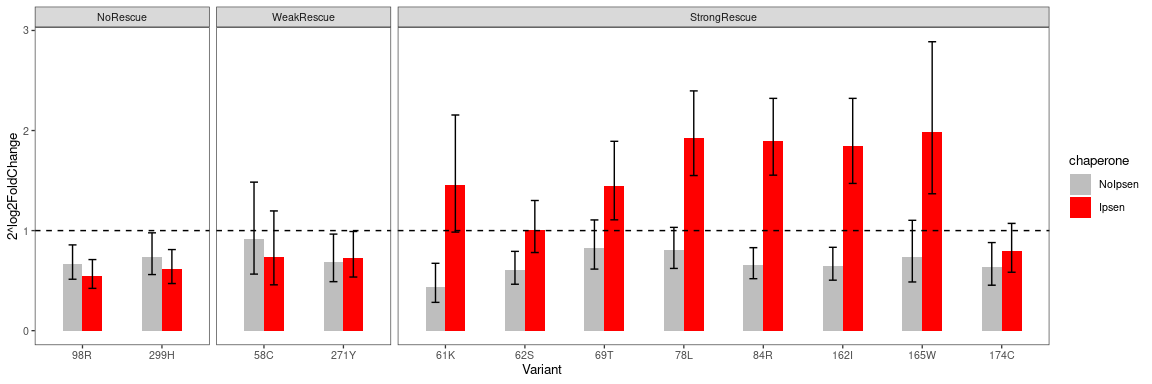 NoRescue
WeakRescue
StrongRescue
3
2
1
0
2^log2FoldChange
98R
299H
58C
271Y
61K
62S
69T
78L
84R
162I
165W
174C
Variant
chaperone
NoIpsen
Ipsen